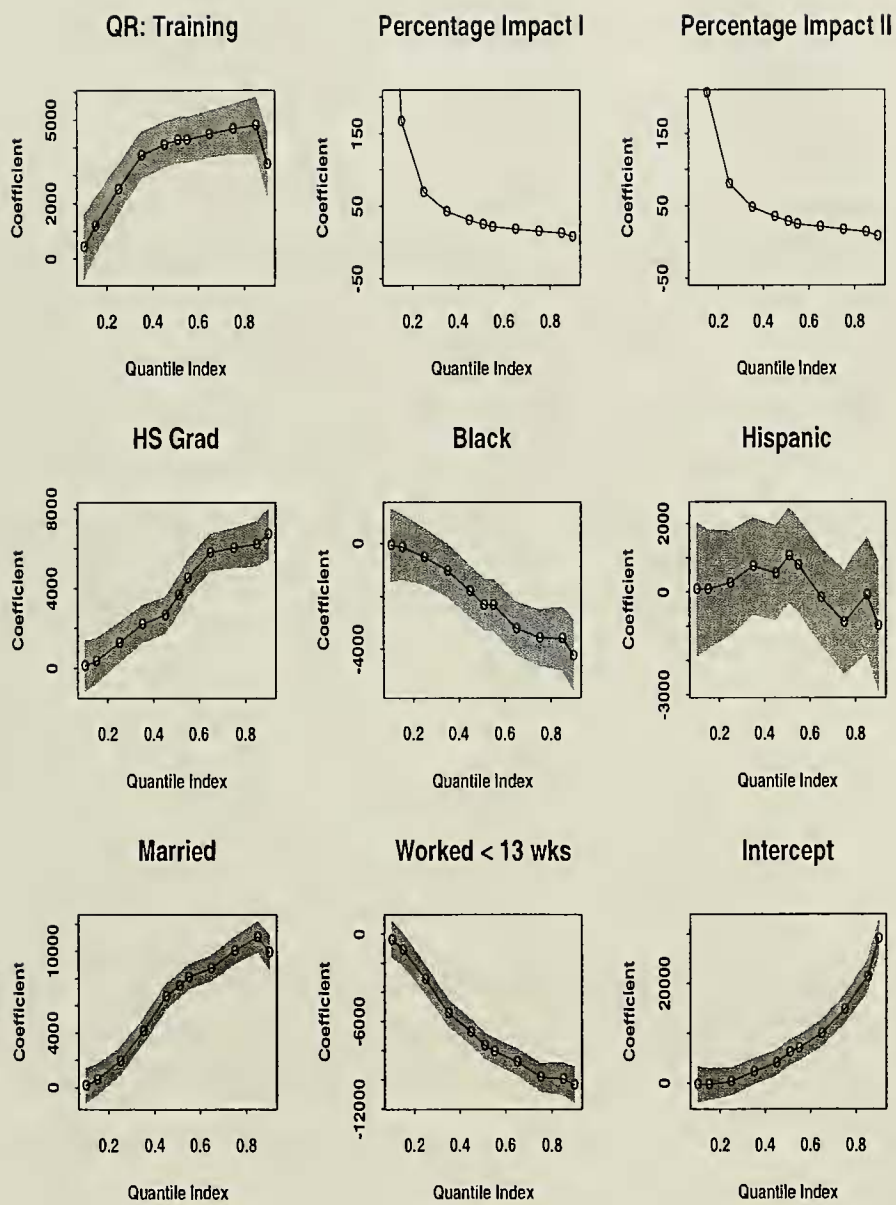 QR: Training
Coefficient
5000
2000
0
0.2 0.4 0.6 0.8
Quantile Index
Percentage Impact I
Coefficient
150
50
-50
0.2 0.4 0.6 0.8
Quantile Index
Percentage Impact II
Coefficient
150
50
-50
0.2 0.4 0.6 0.8
Quantile Index
HS Grad
Coefficient
8000
4000
0
0.2 0.4 0.6 0.8
Quantile Index
Black
Coefficient
0
-4000
0.2 0.4 0.6 0.8
Quantile Index
Hispanic
Coefficient
2000
0
-3000
0.2 0.4 0.6 0.8
Quantile Index
Married
Coefficient
10000
4000
0
0.2 0.4 0.6 0.8
Quantile Index
Worked < 13 wks
Coefficient
0
-6000
-12000
0.2 0.4 0.6 0.8
Quantile Index
Intercept
Coefficient
20000
0
0.2 0.4 0.6 0.8
Quantile Index